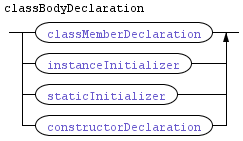 classBodyDeclaration
classMemberDeclaration
instanceInitializer
staticInitializer
constructorDeclaration